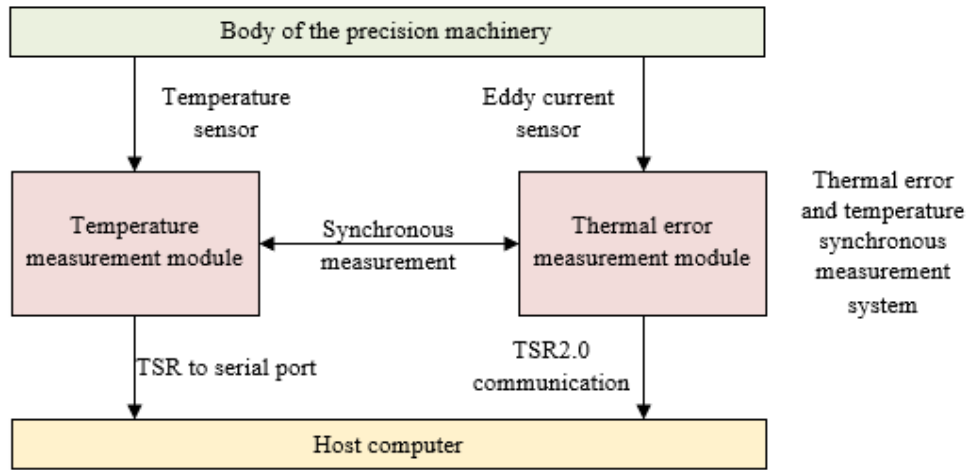 Body of the precision machinery
Temperature
sensor
Eddy current
sensor
Temperature
measurement module
Synchronous
measurement
Thermal error
measurement module
Thermal error
and temperature
synchronous
measurement
system
TSR to serial port
TSR2.0
communication
Host computer